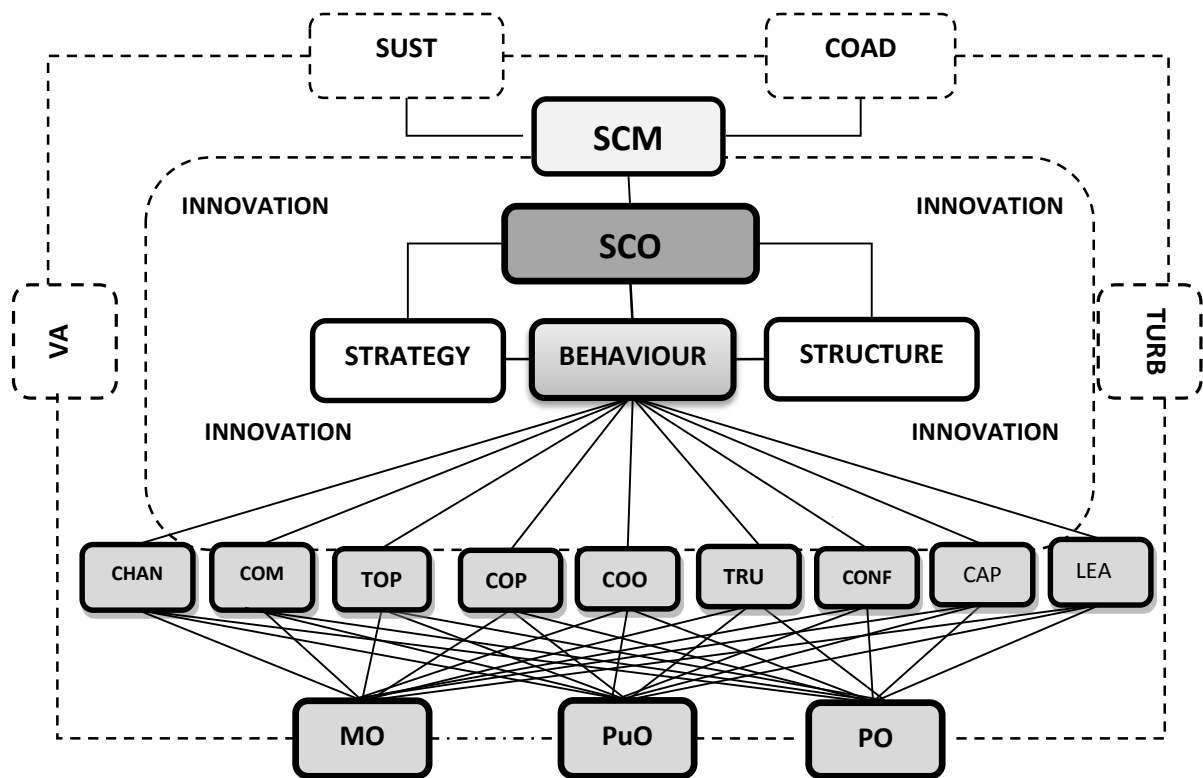 SUST
COAD
SCM
INNOVATION
INNOVATION
SCO
VA
TURB
STRATEGY
BEHAVIOUR
STRUCTURE
INNOVATION
INNOVATION
CHAN
COM
TOP
COP
COO
TRU
CONF
CAP
LEA
MO
PuO
PO